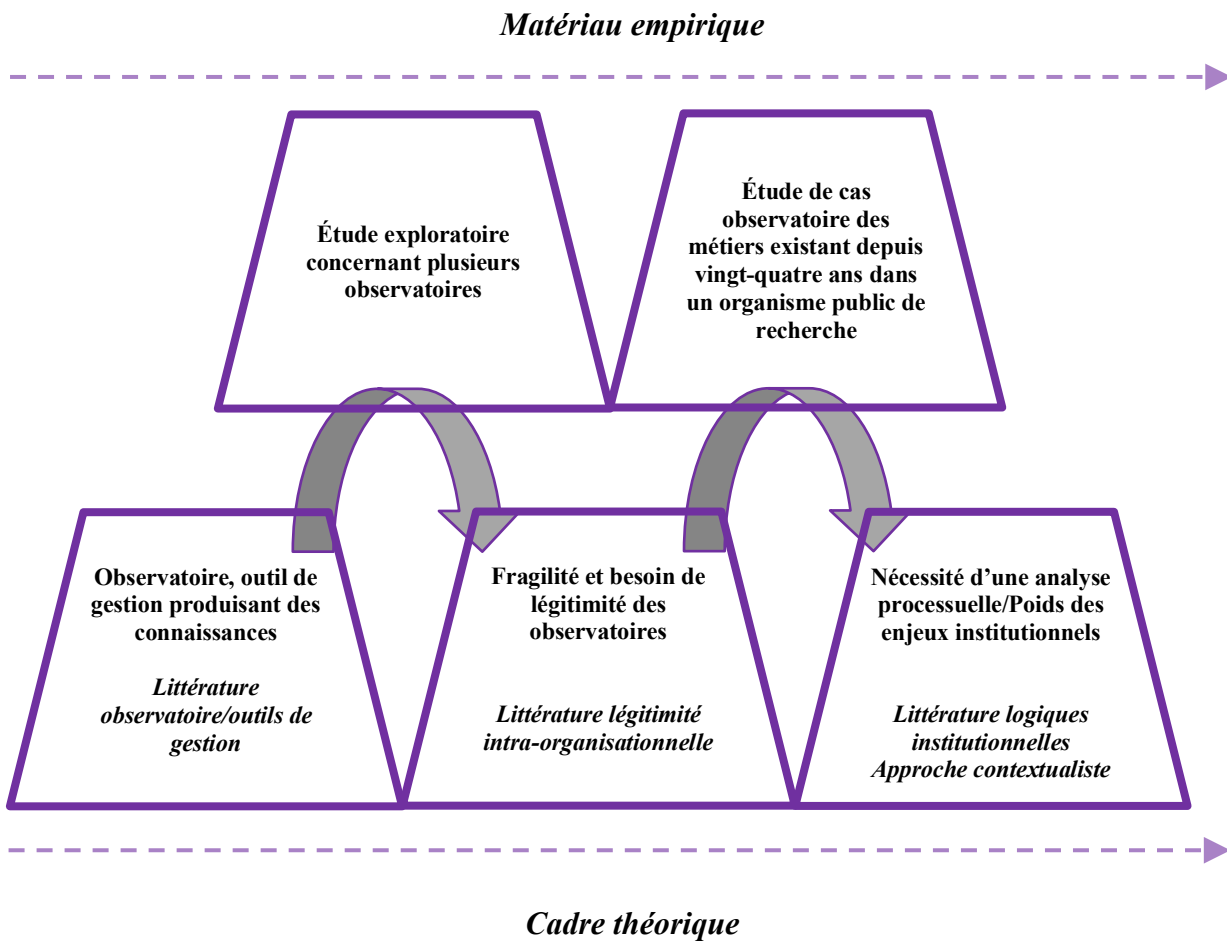 Matériau empirique
Étude exploratoire
concernant plusieurs
observatoires
Étude de cas
observatoire des
métiers existant depuis
vingt-quatre ans dans
un organisme public de
recherche
Observatoire, outil de
gestion produisant des
connaissances
Littérature
observatoire/outils de
gestion
Fragilité et besoin de
légitimité des
observatoires
Littérature légitimité
intra-organisationnelle
Nécessité d’une analyse
processuelle/Poids des
enjeux institutionnels
Littérature logiques
institutionnelles
Approche contextualiste
Cadre théorique